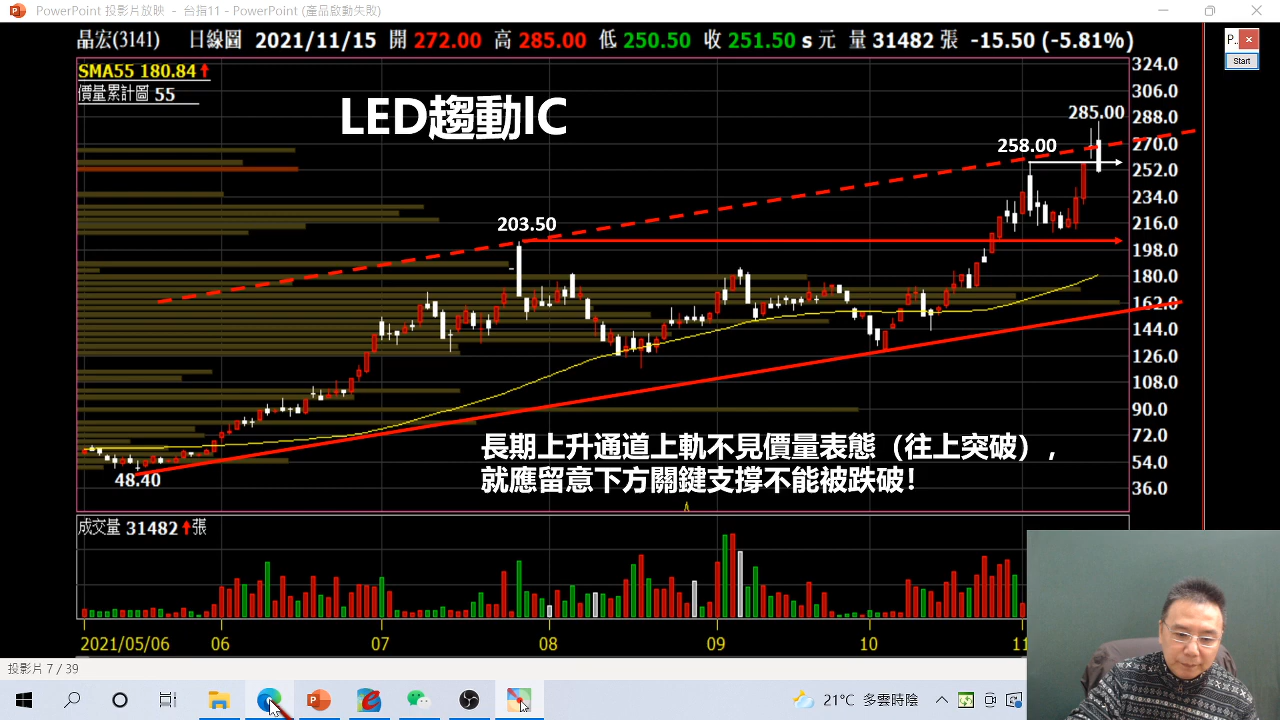 PowerPoint 投影片放映 - 台指11 - PowerPoint (產品啟動失敗)
P..
Start
晶宏(3141) 日線圖 2021/11/15 開 272.00 高 285.00 低 250.50 收 251.50 s 元 量 31482 張 -15.50 (-5.81%)
SMA55 180.84
價量累計圖 55
LED趨動IC
285.00
258.00
203.50
48.40
324.0
306.0
288.0
270.0
252.0
234.0
216.0
198.0
180.0
162.0
144.0
126.0
108.0
90.0
72.0
54.0
36.0
長期上升通道上軌不見價量表態（往上突破），
就應留意下方關鍵支撐不能被跌破！
成交量 31482 張
2021/05/06 06 07 08 09 10 11
投影片 7 / 39
21°C 多雲時陰